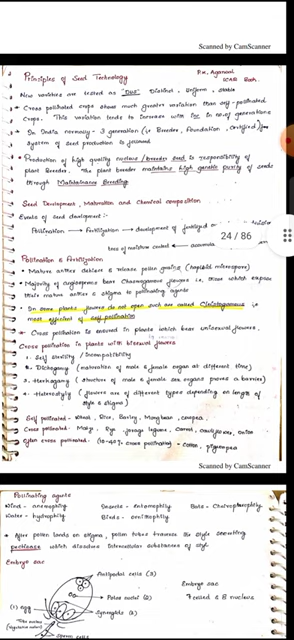 Scanned by CamScanner
Principles of Seed Technology
P.K. Agarwal
ICAR Pub.
New varieties are tested as "DUS" Distinct, Uniform, Stable
* Cross pollinated crops show much greater variation than self-pollinated
crops. This variation tends to increase with inc in no. of generations
* In India normally - 3 generation (i.e Breeder, Foundation, Certified)
system of seed production is followed
* Production of high quality nucleus/breeder seed is responsibility of
plant Breeder. The plant breeder maintains high genetic purity of seeds
through Maintenance Breeding
Seed Development, Maturation and Chemical composition
Events of seed development :-
Pollination → Fertilization → development of fertilized
24 / 86
loss of moisture content ←
Pollination & Fertilization
• Mature anther dehisce & release pollen grains (haploid microspore)
• Majority of angiosperms bear Chasmogamous flowers i.e. those which expose
their mature anther & stigma to pollinating agents
• In some plants flowers do not open such are called Cleistogamous i.e
most efficient of self pollination
* Cross pollination is ensured in plants which bear unisexual flowers.
Cross pollination in plants with bisexual flowers
1. Self sterility / Incompatibility
2. Dichogamy (maturation of male & female organ at different time)
3. Herkogamy (structure of male & female sex organs proves a barrier)
4. Heterostyly (flowers are of different types depending on length of
style & stigma)
Self pollinated - Wheat, Rice, Barley, Mungbean, cowpea
Cross pollinated - Maize, Rye, forage legumes, Carrot, cauliflower, onion
Often cross pollinated - cotton, pigeonpea
Scanned by CamScanner
Pollinating agents
Wind - anemophily
Insects - entomophily
Bats - Chiropterophily
Water - hydrophily
Birds - ornithophily
* After pollen lands on stigma, pollen tubes traverse the style secreting
pectinase which dissolve intercellular substances of style.
Embryo sac
Antipodal cells (3)
Embryo sac
Polar nuclei (2)
7 celled & 8 nucleus
(1) egg
Synergids (2)
Tube nucleus
(Vegetative nucleus)
Sperm cells